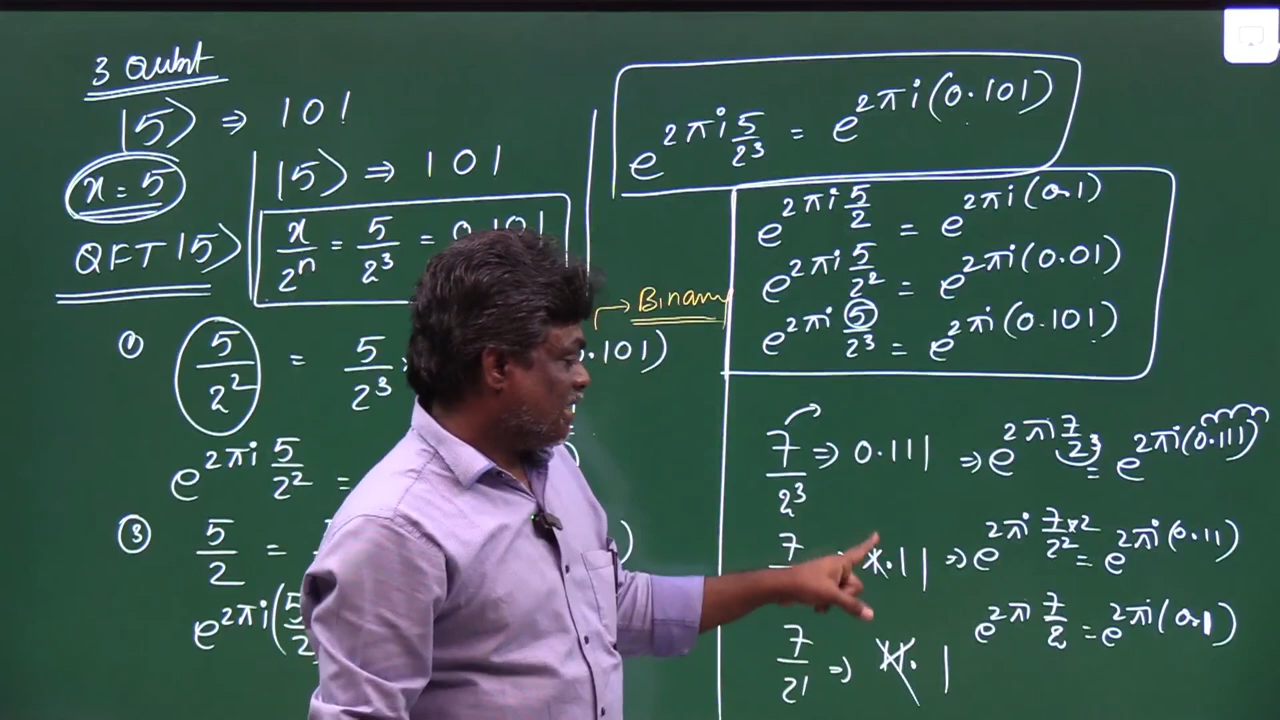 3 Qubit
|5⟩ ⇒ 101
x = 5
QFT|5⟩
|5⟩ ⇒ 101
x/2ⁿ = 5/2³ = 0.101
① 5/2² = 5/2³
.101)
→ Binary
e^{2πi 5/2²} =
③ 5/2 =
e^{2πi(5/2
e^{2πi 5/2³} = e^{2πi(0.101)}
e^{2πi 5/2} = e^{2πi(0.1)}
e^{2πi 5/2²} = e^{2πi(0.01)}
e^{2πi 5/2³} = e^{2πi(0.101)}
7/2³ ⇒ 0.111 ⇒ e^{2πi 7/2³} = e^{2πi(0.111)}
7 .11 ⇒ e^{2πi 7×2/2²} = e^{2πi(0.11)}
7/2¹ ⇒ .1 e^{2πi 7/2} = e^{2πi(0.1)}